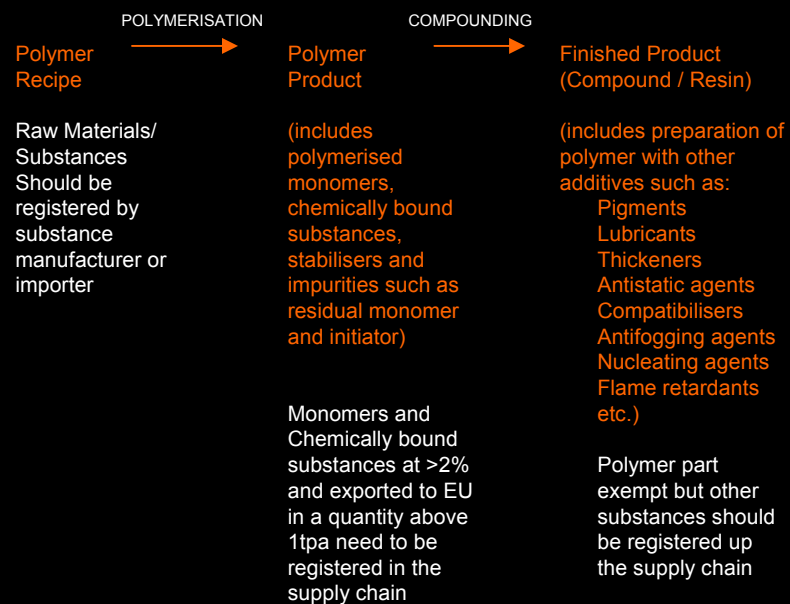 POLYMERISATION
COMPOUNDING
Polymer
Recipe
Polymer
Product
Finished Product
(Compound / Resin)
Raw Materials/
Substances
Should be
registered by
substance
manufacturer or
importer
(includes
polymerised
monomers,
chemically bound
substances,
stabilisers and
impurities such as
residual monomer
and initiator)
Monomers and
Chemically bound
substances at >2%
and exported to EU
in a quantity above
1tpa need to be
registered in the
supply chain
(includes preparation of
polymer with other
additives such as:
Pigments
Lubricants
Thickeners
Antistatic agents
Compatibilisers
Antifogging agents
Nucleating agents
Flame retardants
etc.)
Polymer part
exempt but other
substances should
be registered up
the supply chain